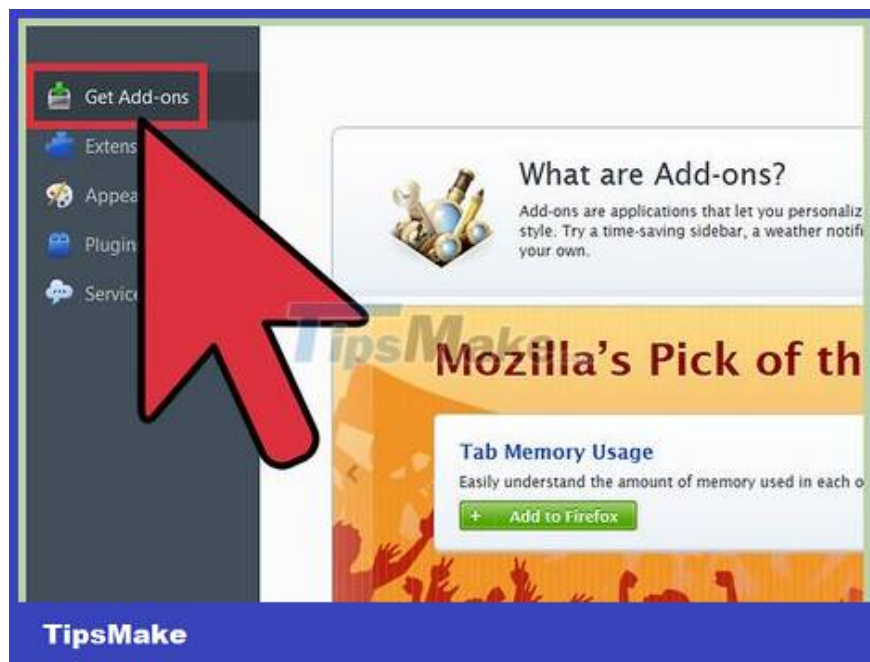 Get Add-ons
Extens
Appea
Plugin
Service
What are Add-ons?
Add-ons are applications that let you personaliz
style. Try a time-saving sidebar, a weather notifi
your own.
TipsMake
Mozilla's Pick of th
Tab Memory Usage
Easily understand the amount of memory used in each o
+ Add to Firefox
TipsMake